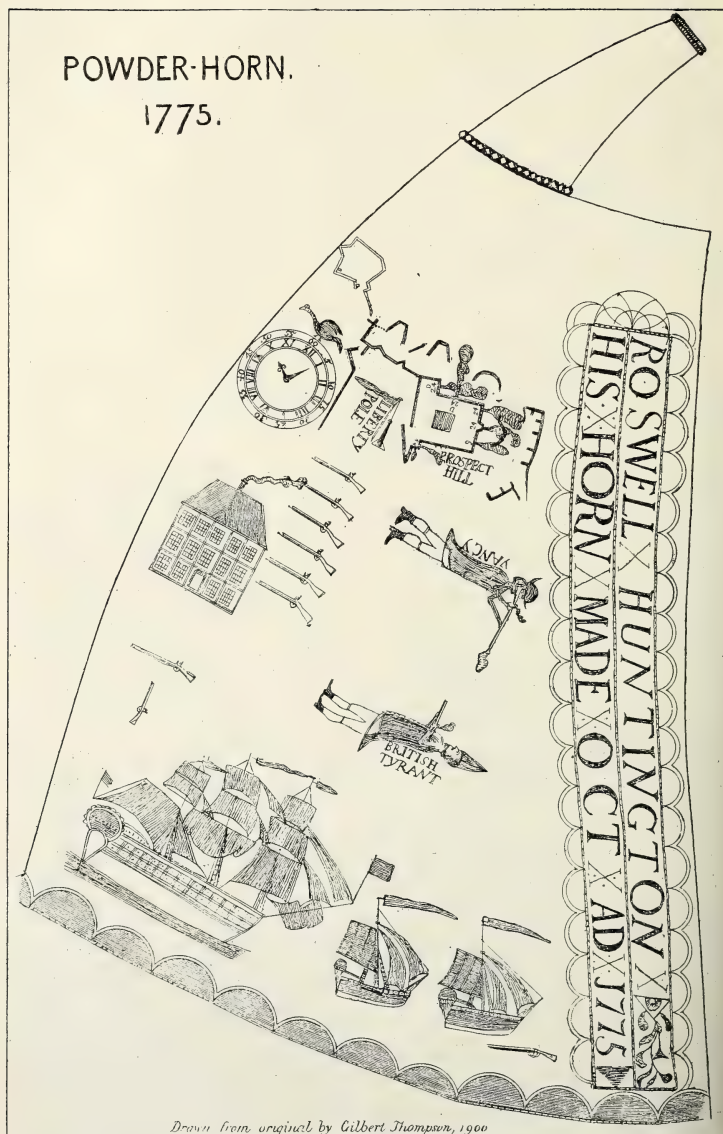 POWDER-HORN.
1775.
LIBERTY
POLE
PROSPECT
HILL
ROSWELL X HUNTINGTON X
HIS X HORN X MADE X OCT X AD X 1775
BRITISH
TYRANT
Drawn from original by Gilbert Thompson, 1900